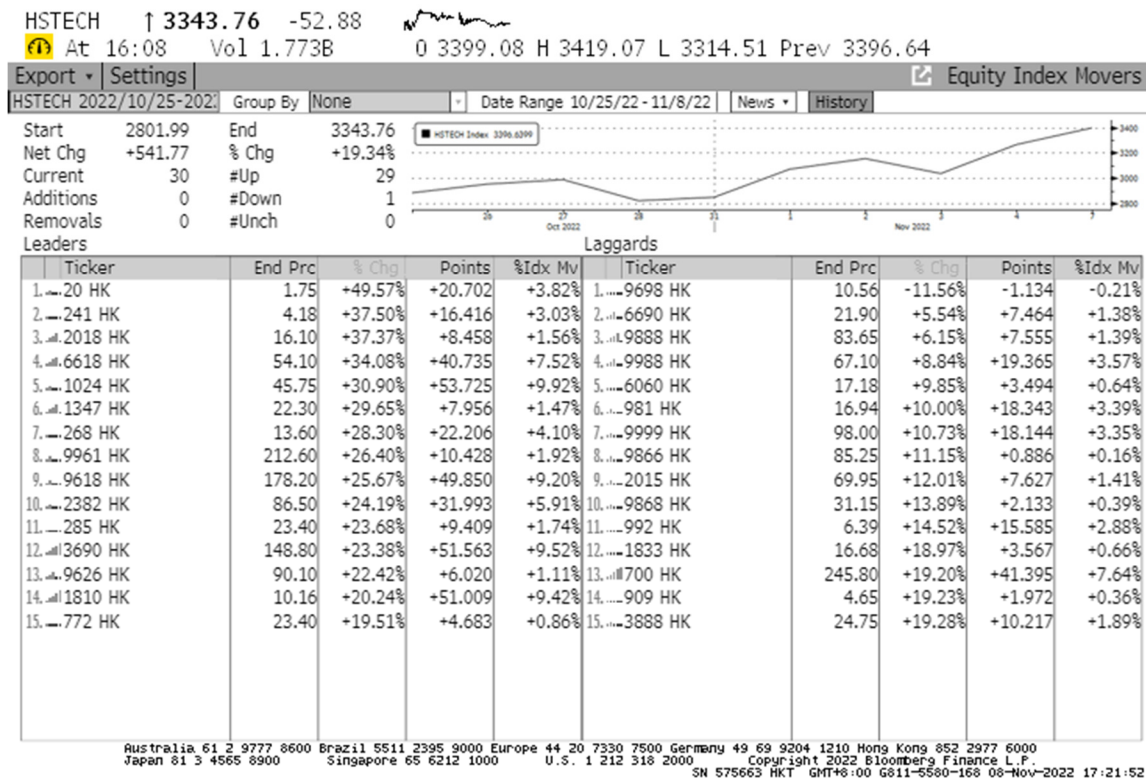 HSTECH ↑ 3343.76 -52.88
At 16:08 Vol 1.773B O 3399.08 H 3419.07 L 3314.51 Prev 3396.64
Export Settings Equity Index Movers
HSTECH 2022/10/25-202 Group By None Date Range 10/25/22 - 11/8/22 News History
Start 2801.99 End 3343.76
Net Chg +541.77 % Chg +19.34%
Current 30 #Up 29
Additions 0 #Down 1
Removals 0 #Unch 0
HSTECH Index 3396.6399
3400
3200
3000
2800
26 27 28 31 1 2 3 4 7
Oct 2022 Nov 2022
Leaders Laggards
Ticker End Prc % Chg Points %Idx Mv Ticker End Prc % Chg Points %Idx Mv
1. 20 HK 1.75 +49.57% +20.702 +3.82% 1. 9698 HK 10.56 -11.56% -1.134 -0.21%
2. 241 HK 4.18 +37.50% +16.416 +3.03% 2. 6690 HK 21.90 +5.54% +7.464 +1.38%
3. 2018 HK 16.10 +37.37% +8.458 +1.56% 3. 9888 HK 83.65 +6.15% +7.555 +1.39%
4. 6618 HK 54.10 +34.08% +40.735 +7.52% 4. 9988 HK 67.10 +8.84% +19.365 +3.57%
5. 1024 HK 45.75 +30.90% +53.725 +9.92% 5. 6060 HK 17.18 +9.85% +3.494 +0.64%
6. 1347 HK 22.30 +29.65% +7.956 +1.47% 6. 981 HK 16.94 +10.00% +18.343 +3.39%
7. 268 HK 13.60 +28.30% +22.206 +4.10% 7. 9999 HK 98.00 +10.73% +18.144 +3.35%
8. 9961 HK 212.60 +26.40% +10.428 +1.92% 8. 9866 HK 85.25 +11.15% +0.886 +0.16%
9. 9618 HK 178.20 +25.67% +49.850 +9.20% 9. 2015 HK 69.95 +12.01% +7.627 +1.41%
10. 2382 HK 86.50 +24.19% +31.993 +5.91% 10. 9868 HK 31.15 +13.89% +2.133 +0.39%
11. 285 HK 23.40 +23.68% +9.409 +1.74% 11. 992 HK 6.39 +14.52% +15.585 +2.88%
12. 3690 HK 148.80 +23.38% +51.563 +9.52% 12. 1833 HK 16.68 +18.97% +3.567 +0.66%
13. 9626 HK 90.10 +22.42% +6.020 +1.11% 13. 700 HK 245.80 +19.20% +41.395 +7.64%
14. 1810 HK 10.16 +20.24% +51.009 +9.42% 14. 909 HK 4.65 +19.23% +1.972 +0.36%
15. 772 HK 23.40 +19.51% +4.683 +0.86% 15. 3888 HK 24.75 +19.28% +10.217 +1.89%
Australia 61 2 9777 8600 Brazil 5511 2395 9000 Europe 44 20 7330 7500 Germany 49 69 9204 1210 Hong Kong 852 2977 6000
Japan 81 3 4565 8900 Singapore 65 6212 1000 U.S. 1 212 318 2000 Copyright 2022 Bloomberg Finance L.P.
SN 575663 HKT GMT+8:00 G811-5580-168 08-Nov-2022 17:21:52